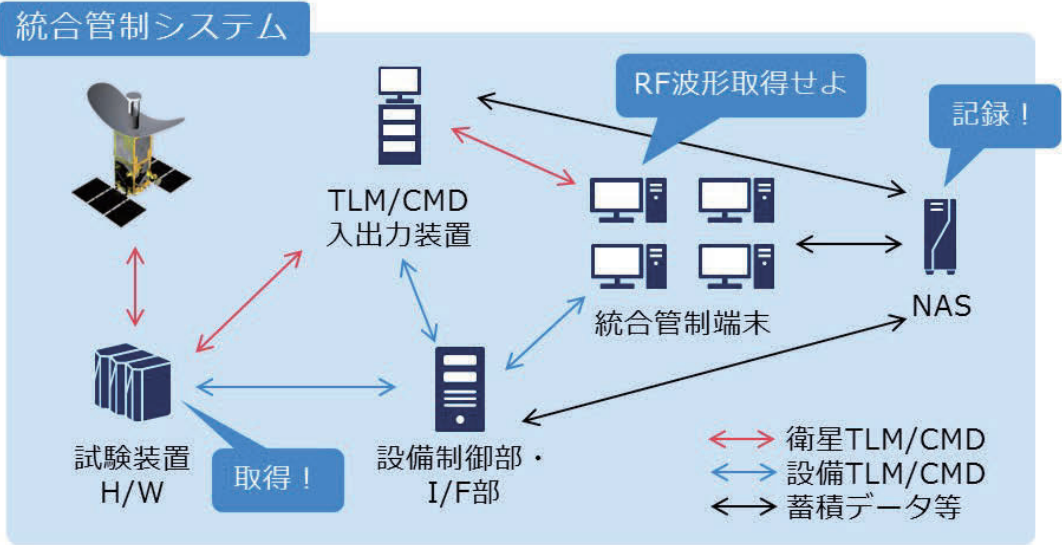 統合管制システム
RF波形取得せよ
記録！
TLM/CMD
入出力装置
統合管制端末
NAS
試験装置
H/W
取得！
設備制御部・
I/F部
衛星TLM/CMD
設備TLM/CMD
蓄積データ等